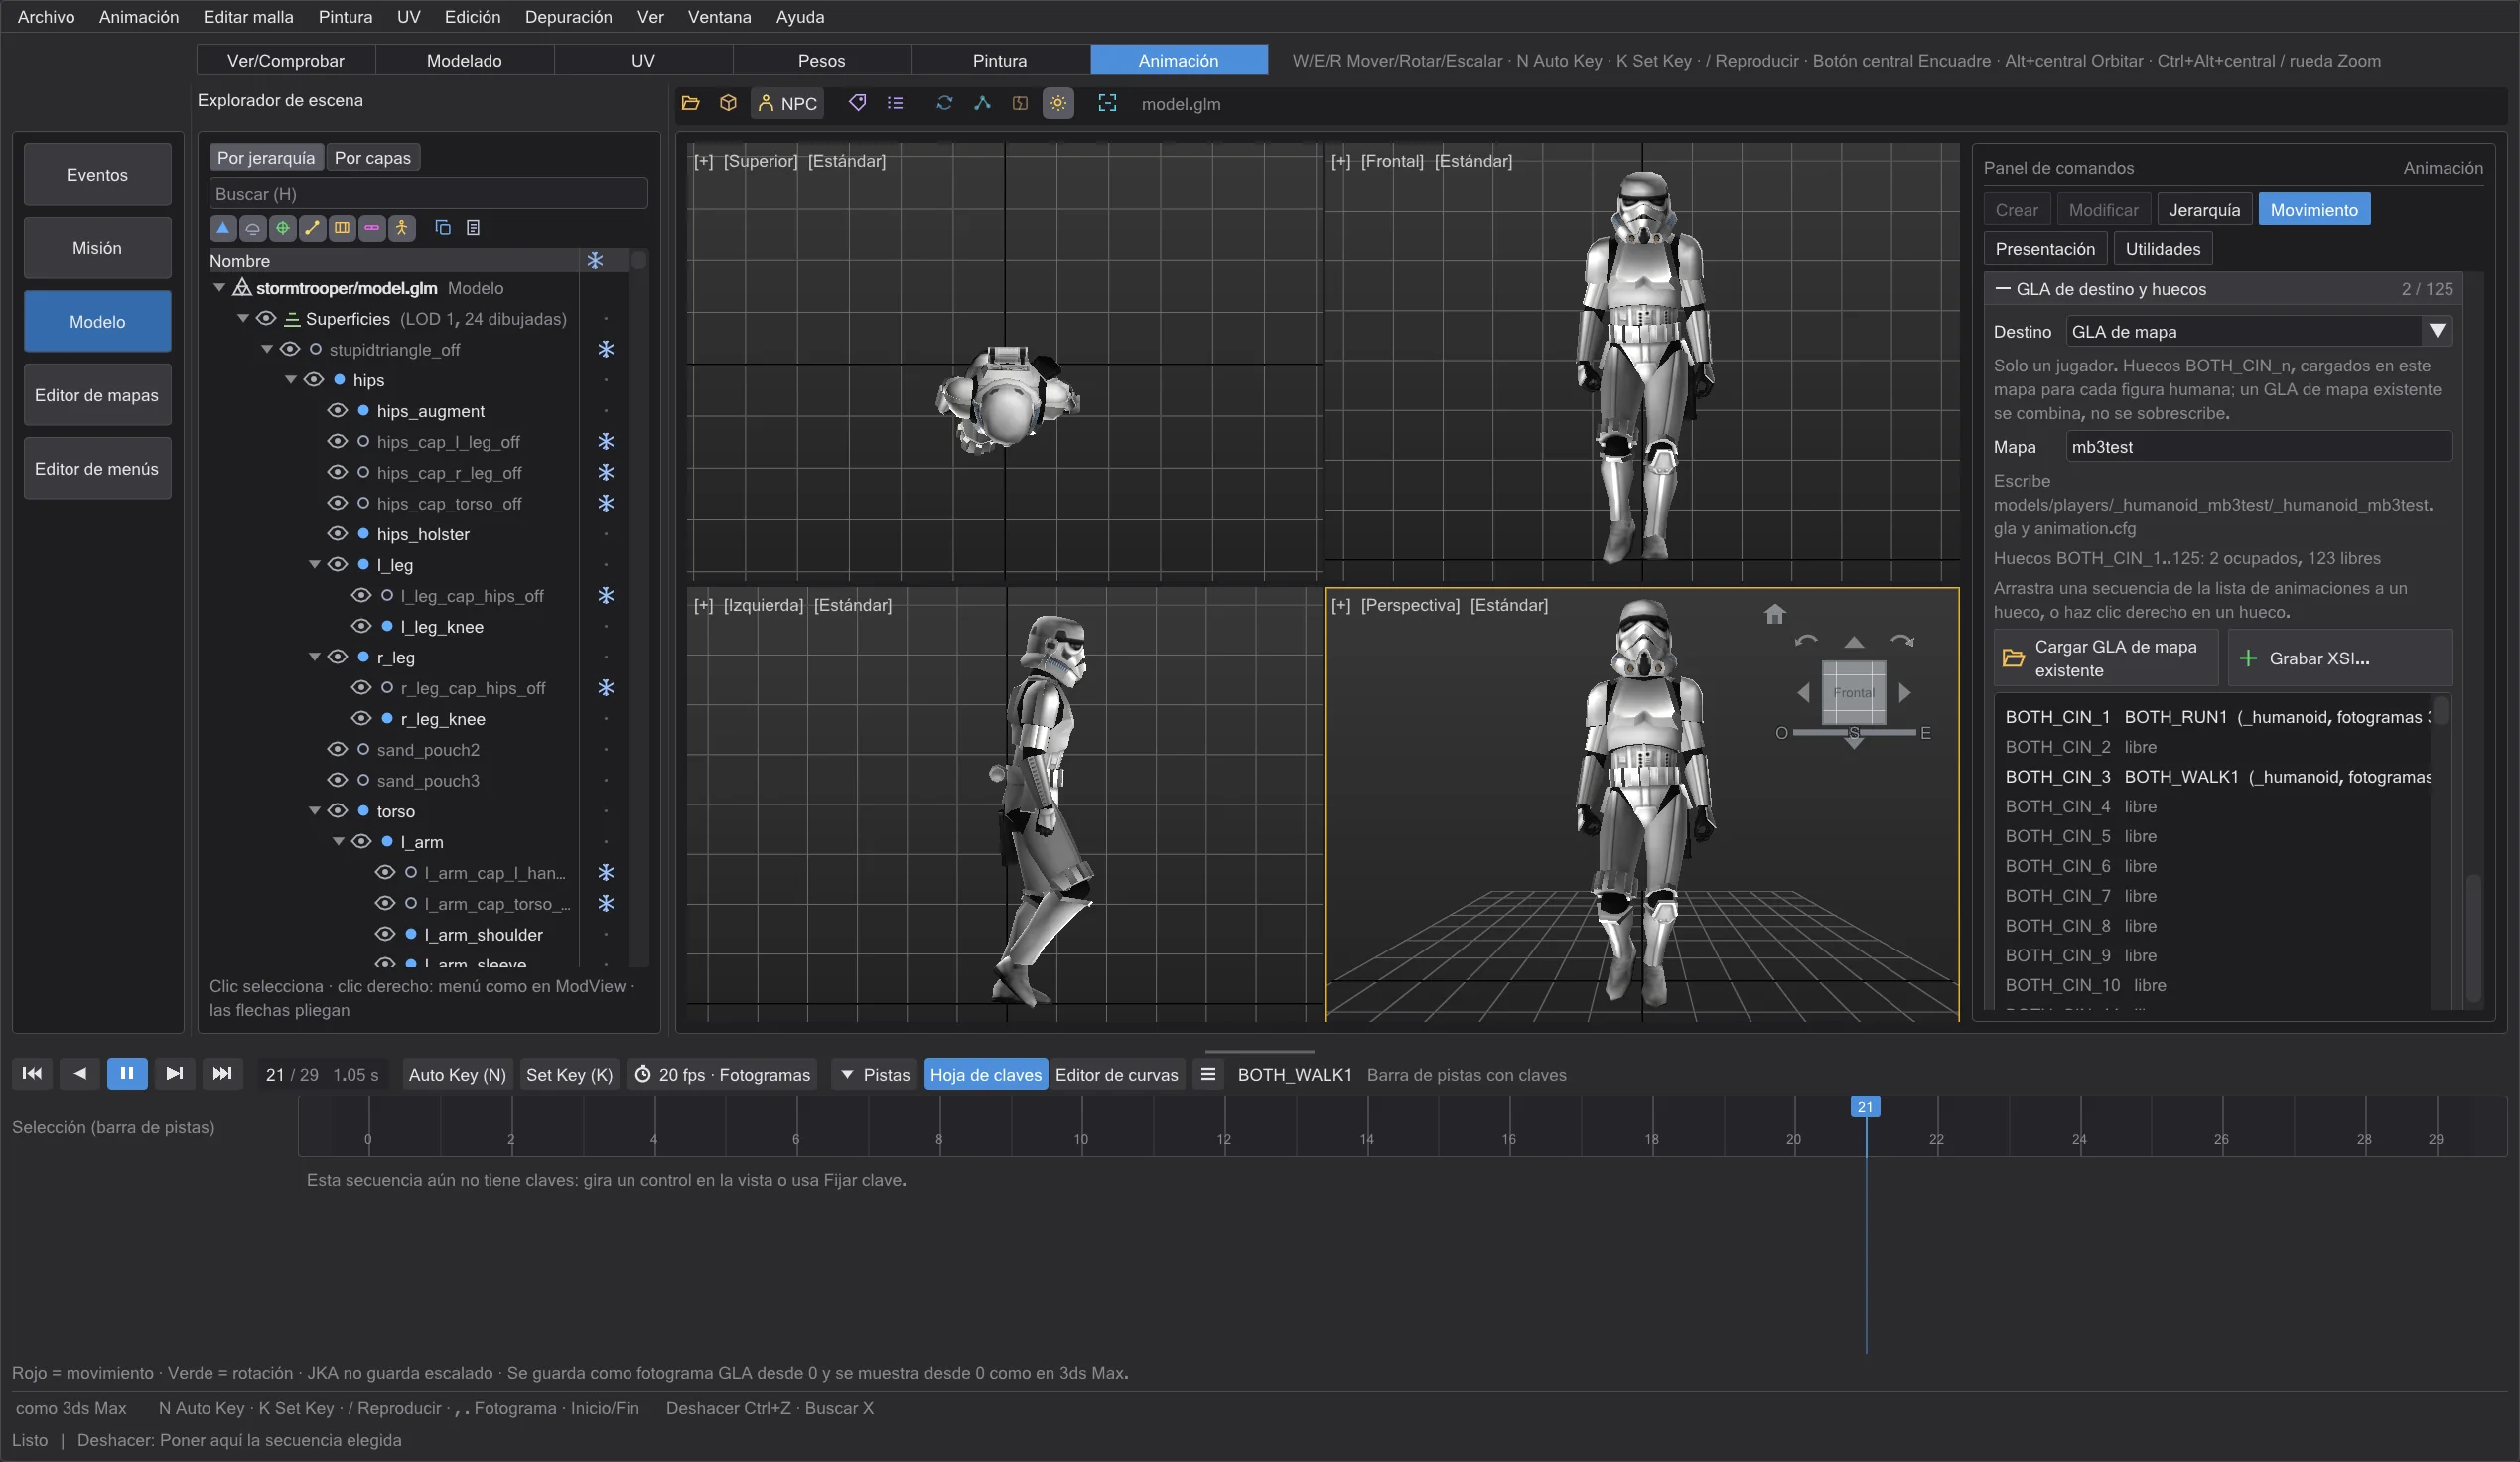 Archivo Animación Editar malla Pintura UV Edición Depuración Ver Ventana Ayuda
Ver/Comprobar Modelado UV Pesos Pintura Animación W/E/R Mover/Rotar/Escalar · N Auto Key · K Set Key · / Reproducir · Botón central Encuadre · Alt+central Orbitar · Ctrl+Alt+central / rueda Zoom
Explorador de escena
NPC model.glm
Eventos
Misión
Modelo
Editor de mapas
Editor de menús
Por jerarquía Por capas
Buscar (H)
Nombre
stormtrooper/model.glm Modelo
Superficies (LOD 1, 24 dibujadas)
stupidtriangle_off
hips
hips_augment
hips_cap_l_leg_off
hips_cap_r_leg_off
hips_cap_torso_off
hips_holster
l_leg
l_leg_cap_hips_off
l_leg_knee
r_leg
r_leg_cap_hips_off
r_leg_knee
sand_pouch2
sand_pouch3
torso
l_arm
l_arm_cap_l_han...
l_arm_cap_torso_...
l_arm_shoulder
l_arm_sleeve
Clic selecciona · clic derecho: menú como en ModView ·
las flechas pliegan
[+] [Superior] [Estándar]
[+] [Frontal] [Estándar]
[+] [Izquierda] [Estándar]
[+] [Perspectiva] [Estándar]
Frontal
O S E
Panel de comandos Animación
Crear Modificar Jerarquía Movimiento
Presentación Utilidades
GLA de destino y huecos 2 / 125
Destino GLA de mapa
Solo un jugador. Huecos BOTH_CIN_n, cargados en este
mapa para cada figura humana; un GLA de mapa existente
se combina, no se sobrescribe.
Mapa mb3test
Escribe
models/players/_humanoid_mb3test/_humanoid_mb3test.
gla y animation.cfg
Huecos BOTH_CIN_1..125: 2 ocupados, 123 libres
Arrastra una secuencia de la lista de animaciones a un
hueco, o haz clic derecho en un hueco.
Cargar GLA de mapa
existente
Grabar XSI...
BOTH_CIN_1 BOTH_RUN1 (_humanoid, fotogramas
BOTH_CIN_2 libre
BOTH_CIN_3 BOTH_WALK1 (_humanoid, fotogramas
BOTH_CIN_4 libre
BOTH_CIN_5 libre
BOTH_CIN_6 libre
BOTH_CIN_7 libre
BOTH_CIN_8 libre
BOTH_CIN_9 libre
BOTH_CIN_10 libre
21 / 29 1.05 s Auto Key (N) Set Key (K) 20 fps · Fotogramas Pistas Hoja de claves Editor de curvas BOTH_WALK1 Barra de pistas con claves
Selección (barra de pistas)
21
0 2 4 6 8 10 12 14 16 18 20 22 24 26 28 29
Esta secuencia aún no tiene claves: gira un control en la vista o usa Fijar clave.
Rojo = movimiento · Verde = rotación · JKA no guarda escalado · Se guarda como fotograma GLA desde 0 y se muestra desde 0 como en 3ds Max.
como 3ds Max N Auto Key · K Set Key · / Reproducir · , . Fotograma · Inicio/Fin Deshacer Ctrl+Z · Buscar X
Listo | Deshacer: Poner aquí la secuencia elegida